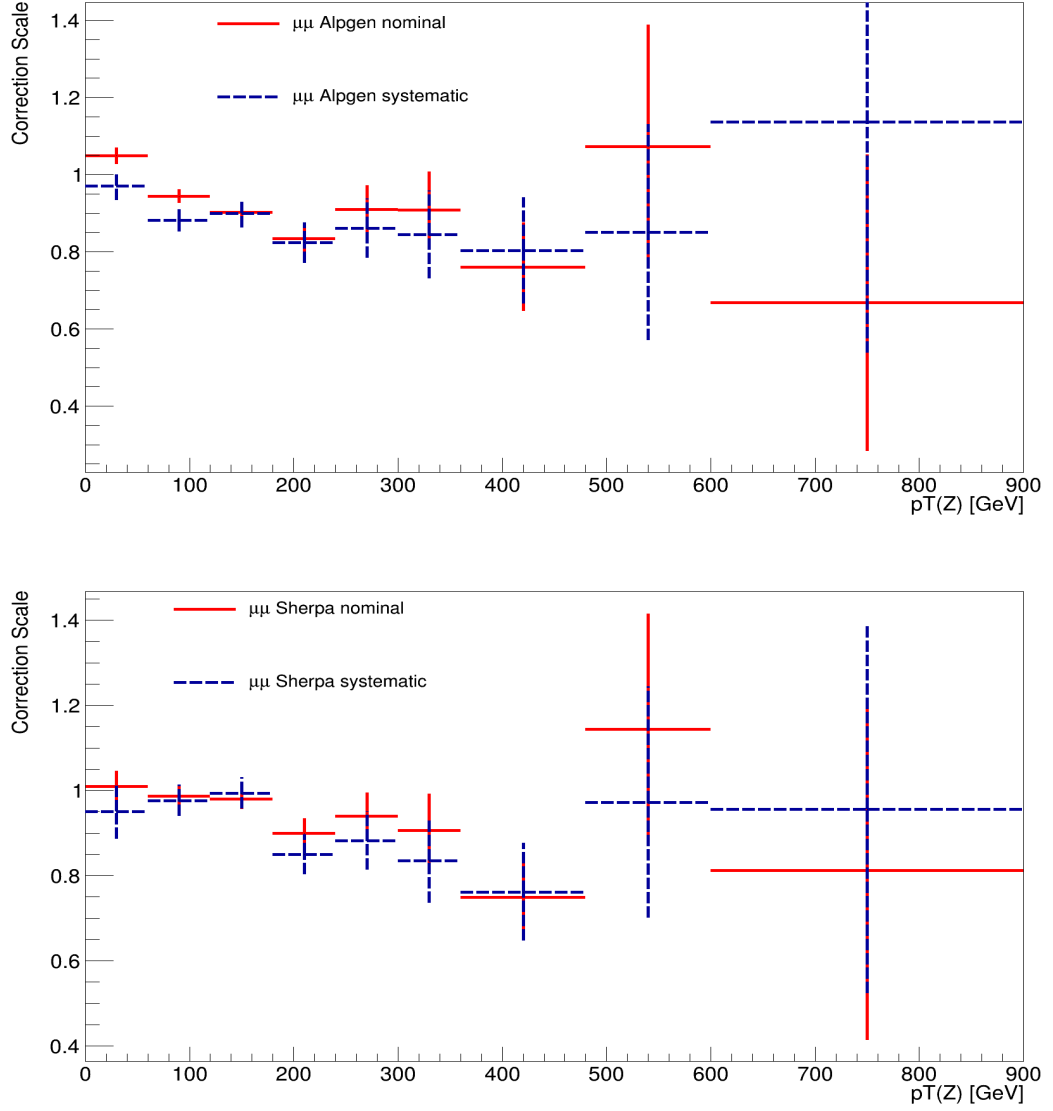 Correction Scale
μμ Alpgen nominal
μμ Alpgen systematic
1.4
1.2
1
0.8
0.6
0.4
0 100 200 300 400 500 600 700 800 900
pT(Z) [GeV]
Correction Scale
μμ Sherpa nominal
μμ Sherpa systematic
1.4
1.2
1
0.8
0.6
0.4
0 100 200 300 400 500 600 700 800 900
pT(Z) [GeV]